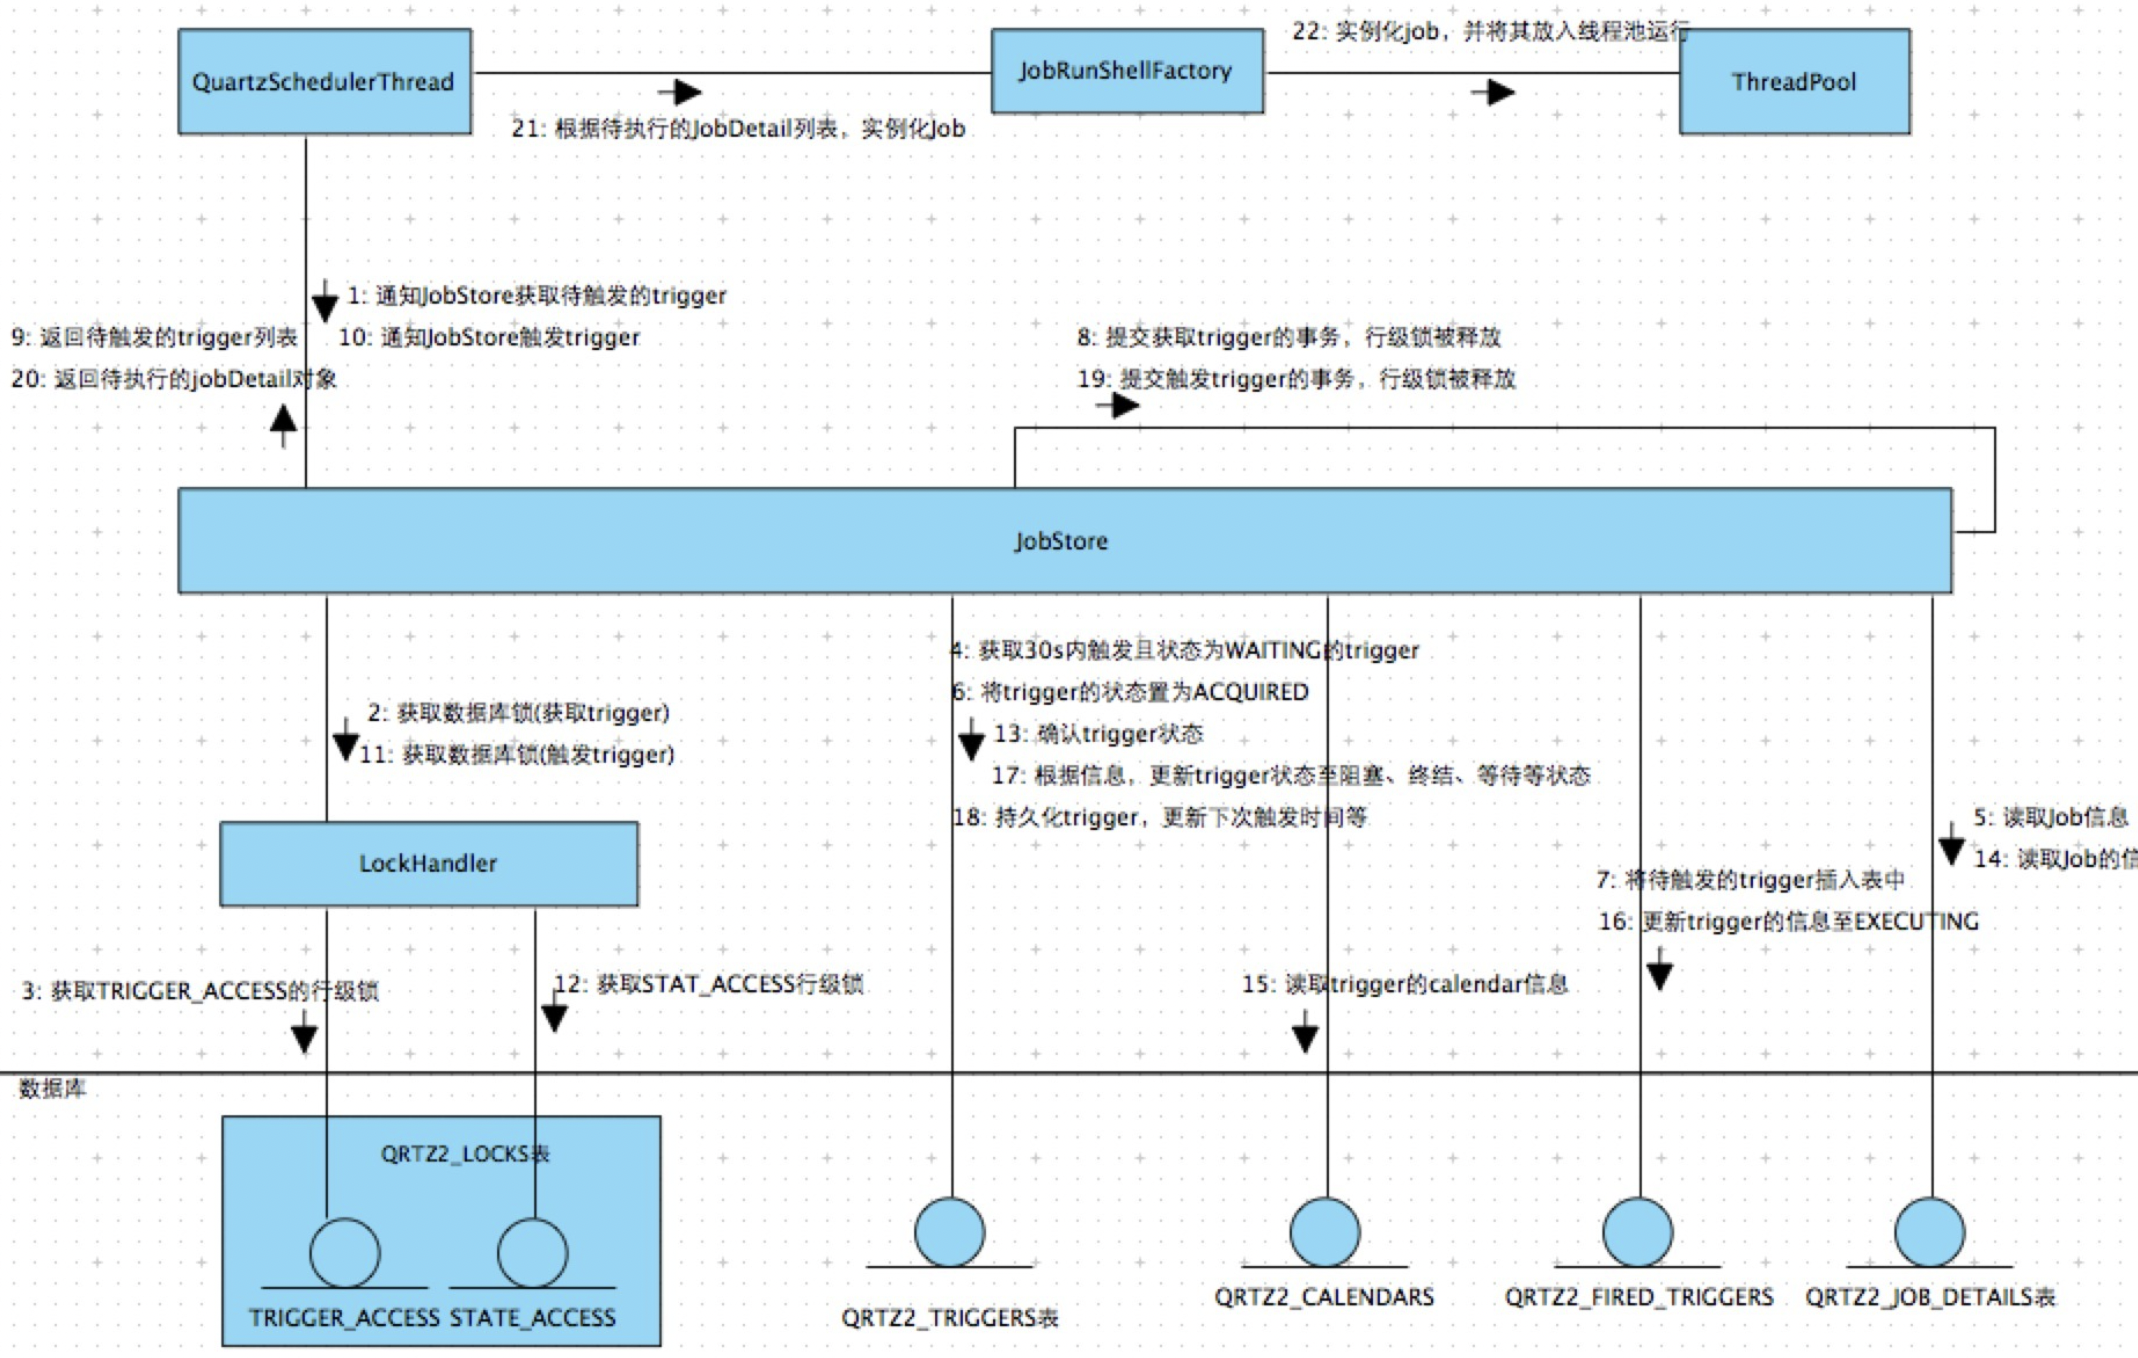 22: 实例化job，并将其放入线程池运行
QuartzSchedulerThread
JobRunShellFactory
ThreadPool
21: 根据待执行的JobDetail列表，实例化Job
1: 通知JobStore获取待触发的trigger
9: 返回待触发的trigger列表
10: 通知JobStore触发trigger
8: 提交获取trigger的事务，行级锁被释放
20: 返回待执行的jobDetail对象
19: 提交触发trigger的事务，行级锁被释放
JobStore
4: 获取30s内触发且状态为WAITING的trigger
6: 将trigger的状态置为ACQUIRED
2: 获取数据库锁(获取trigger)
13: 确认trigger状态
11: 获取数据库锁(触发trigger)
17: 根据信息，更新trigger状态至阻塞、终结、等待等状态
18: 持久化trigger，更新下次触发时间等
5: 读取Job信息
14: 读取Job的信
LockHandler
7: 将待触发的trigger插入表中
16: 更新trigger的信息至EXECUTING
3: 获取TRIGGER_ACCESS的行级锁
12: 获取STAT_ACCESS行级锁
15: 读取trigger的calendar信息
数据库
QRTZ2_LOCKS表
TRIGGER_ACCESS
STATE_ACCESS
QRTZ2_TRIGGERS表
QRTZ2_CALENDARS
QRTZ2_FIRED_TRIGGERS
QRTZ2_JOB_DETAILS表